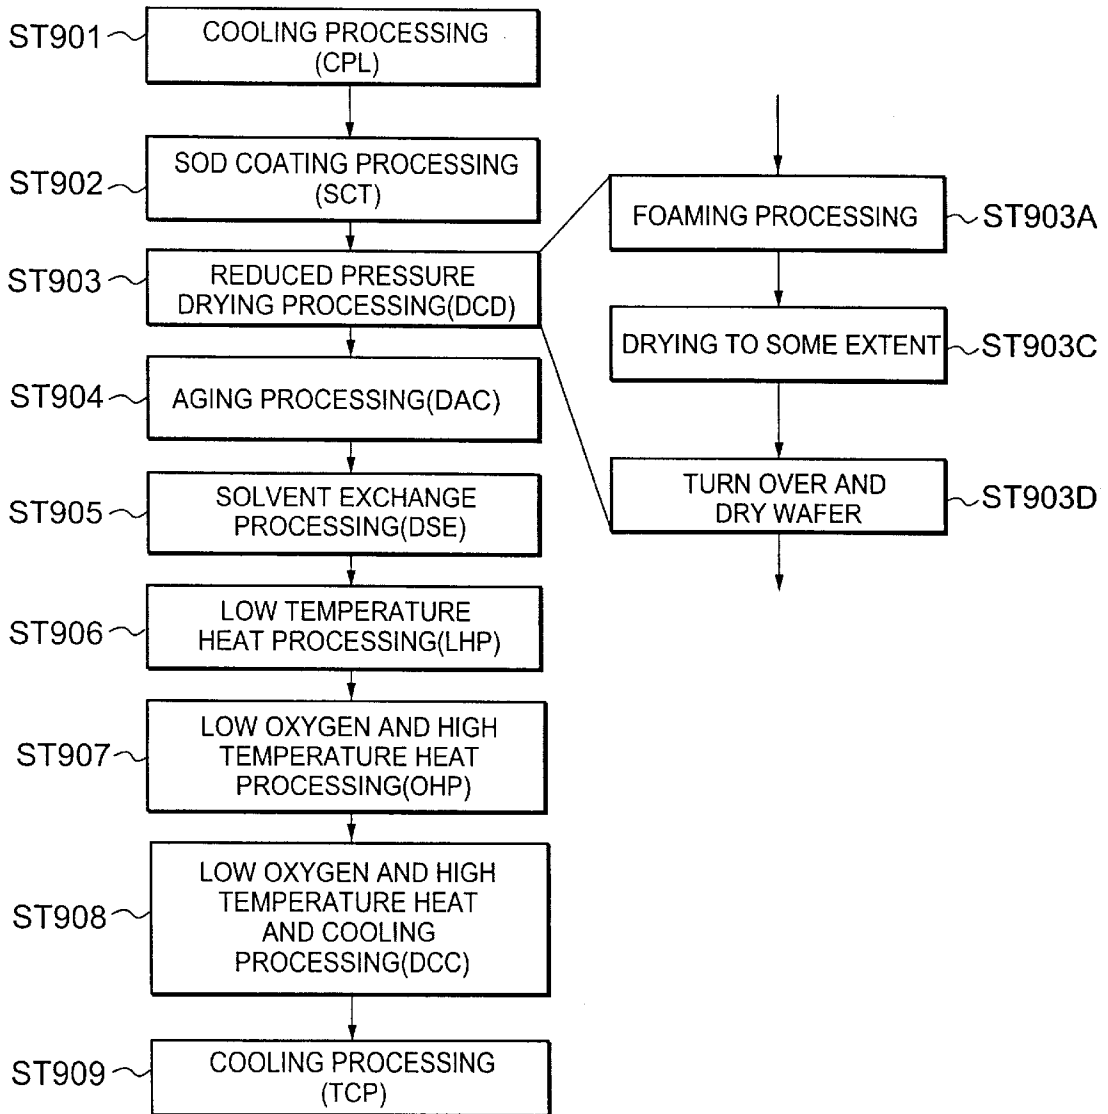 ST901
COOLING PROCESSING
(CPL)
ST902
SOD COATING PROCESSING
(SCT)
ST903
REDUCED PRESSURE
DRYING PROCESSING(DCD)
ST904
AGING PROCESSING(DAC)
ST905
SOLVENT EXCHANGE
PROCESSING(DSE)
ST906
LOW TEMPERATURE
HEAT PROCESSING(LHP)
ST907
LOW OXYGEN AND HIGH
TEMPERATURE HEAT
PROCESSING(OHP)
ST908
LOW OXYGEN AND HIGH
TEMPERATURE HEAT
AND COOLING
PROCESSING(DCC)
ST909
COOLING PROCESSING
(TCP)
FOAMING PROCESSING
ST903A
DRYING TO SOME EXTENT
ST903C
TURN OVER AND
DRY WAFER
ST903D